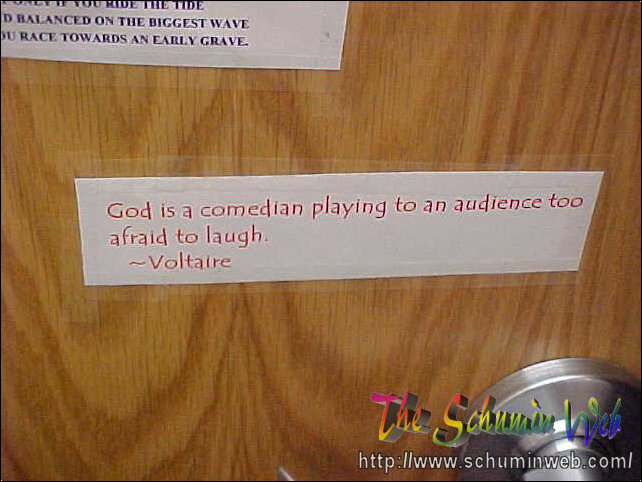 ONLY IF YOU RIDE THE TIDE
D BALANCED ON THE BIGGEST WAVE
OU RACE TOWARDS AN EARLY GRAVE.
God is a comedian playing to an audience too
afraid to laugh.
~Voltaire
The Schumin Web
http://www.schuminweb.com/